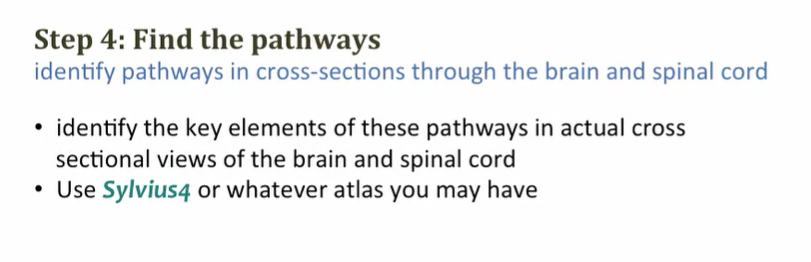 Step 4: Find the pathways
identify pathways in cross-sections through the brain and spinal cord
• identify the key elements of these pathways in actual cross
sectional views of the brain and spinal cord
• Use Sylvius4 or whatever atlas you may have